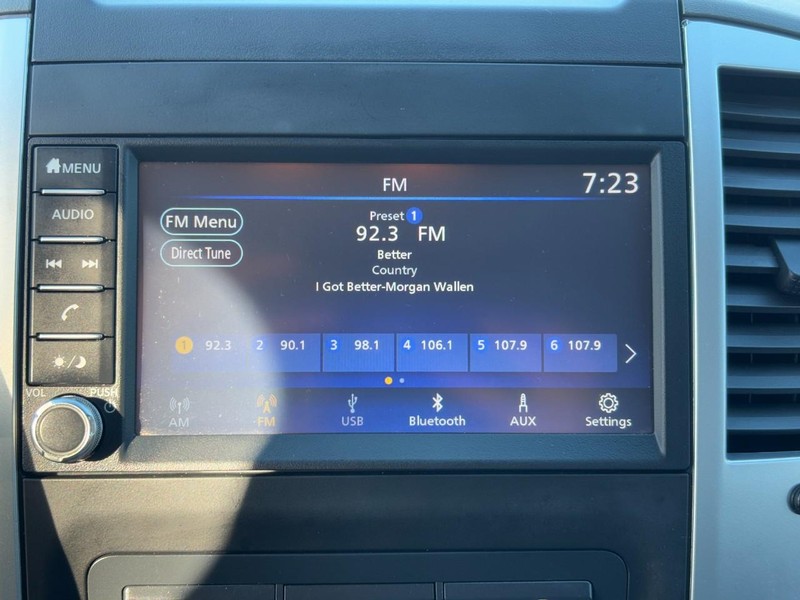 MENU
AUDIO
VOL PUSH
FM 7:23
FM Menu
Direct Tune
Preset 1
92.3 FM
Better
Country
I Got Better-Morgan Wallen
1 92.3 2 90.1 3 98.1 4 106.1 5 107.9 6 107.9
AM FM USB Bluetooth AUX Settings